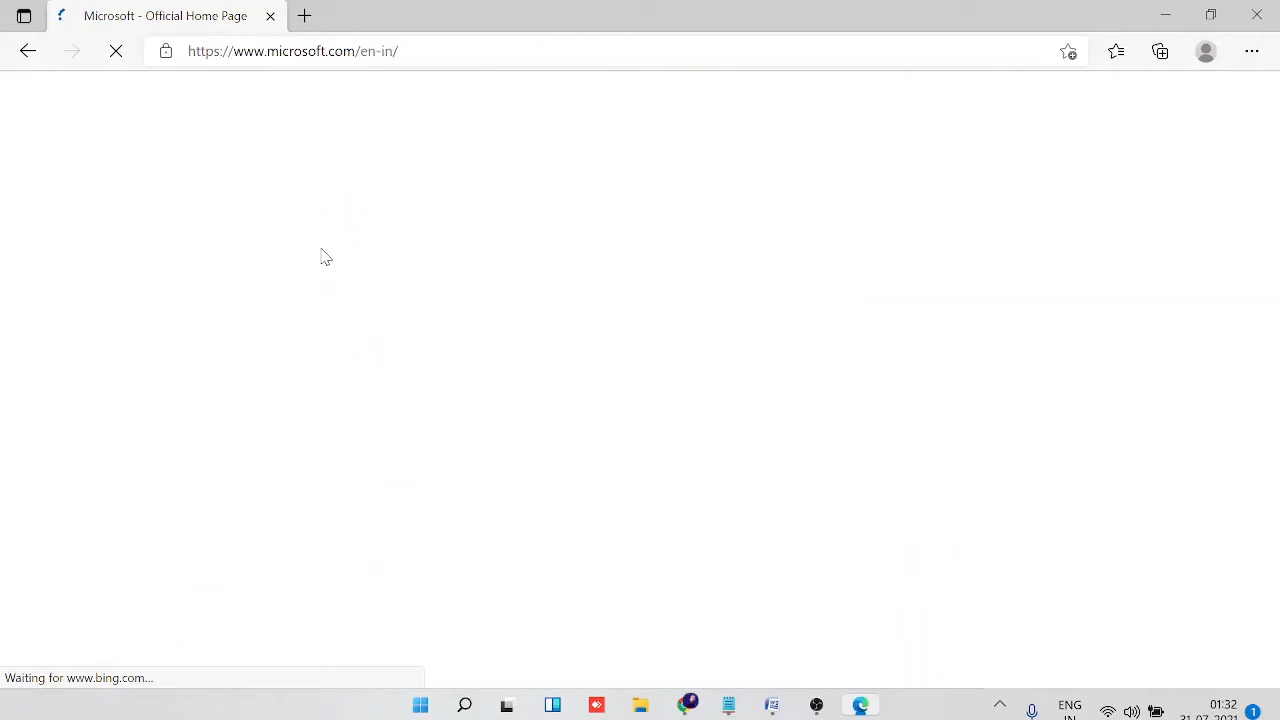 Microsoft - Official Home Page
https://www.microsoft.com/en-in/
Waiting for www.bing.com...
ENG
IN
01:32
31-07-2021
1